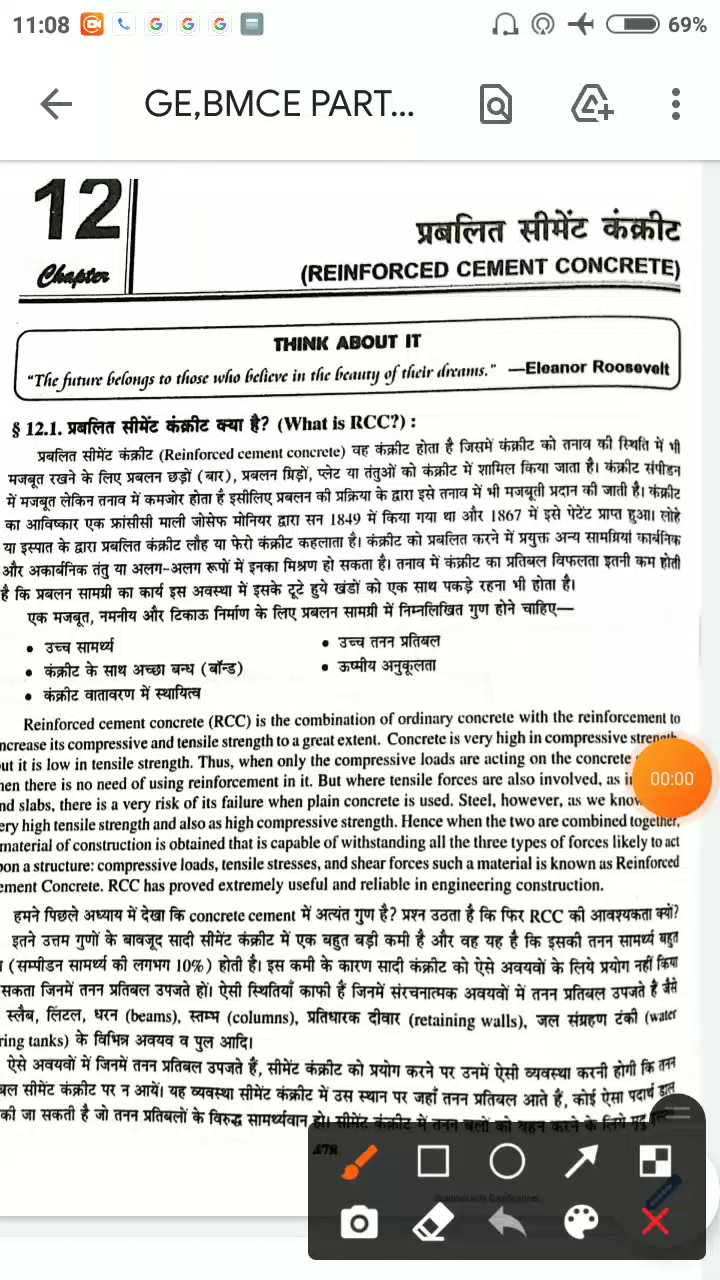 11:08
69%
GE,BMCE PART...
12
Chapter
प्रबलित सीमेंट कंक्रीट
(REINFORCED CEMENT CONCRETE)
THINK ABOUT IT
“The future belongs to those who believe in the beauty of their dreams.” —Eleanor Roosevelt
§ 12.1. प्रबलित सीमेंट कंक्रीट क्या है? (What is RCC?) :
प्रबलित सीमेंट कंक्रीट (Reinforced cement concrete) वह कंक्रीट होता है जिसमें कंक्रीट को तनाव की स्थिति में भी
मजबूत रखने के लिए प्रबलन छड़ों (बार), प्रबलन ग्रिडों, प्लेट या तंतुओं को कंक्रीट में शामिल किया जाता है। कंक्रीट संपीडन
में मजबूत लेकिन तनाव में कमजोर होता है इसीलिए प्रबलन की प्रक्रिया के द्वारा इसे तनाव में भी मजबूती प्रदान की जाती है। कंक्रीट
का आविष्कार एक फ्रांसीसी माली जोसेफ मोनियर द्वारा सन 1849 में किया गया था और 1867 में इसे पेटेंट प्राप्त हुआ। लोहे
या इस्पात के द्वारा प्रबलित कंक्रीट लौह या फेरो कंक्रीट कहलाता है। कंक्रीट को प्रबलित करने में प्रयुक्त अन्य सामग्रियां कार्बनिक
और अकार्बनिक तंतु या अलग-अलग रूपों में इनका मिश्रण हो सकता है। तनाव में कंक्रीट का प्रतिबल विफलता इतनी कम होती
है कि प्रबलन सामग्री का कार्य इस अवस्था में इसके टूटे हुये खंडों को एक साथ पकड़े रहना भी होता है।
एक मजबूत, नमनीय और टिकाऊ निर्माण के लिए प्रबलन सामग्री में निम्नलिखित गुण होने चाहिए—
• उच्च सामर्थ्य • उच्च तनन प्रतिबल
• कंक्रीट के साथ अच्छा बन्ध (बॉन्ड) • ऊष्मीय अनुकूलता
• कंक्रीट वातावरण में स्थायित्व
Reinforced cement concrete (RCC) is the combination of ordinary concrete with the reinforcement to
ncrease its compressive and tensile strength to a great extent. Concrete is very high in compressive strength
ut it is low in tensile strength. Thus, when only the compressive loads are acting on the concrete
hen there is no need of using reinforcement in it. But where tensile forces are also involved, as i
nd slabs, there is a very risk of its failure when plain concrete is used. Steel, however, as we know
ery high tensile strength and also as high compressive strength. Hence when the two are combined together,
material of construction is obtained that is capable of withstanding all the three types of forces likely to act
pon a structure: compressive loads, tensile stresses, and shear forces such a material is known as Reinforced
ement Concrete. RCC has proved extremely useful and reliable in engineering construction.
00:00
हमने पिछले अध्याय में देखा कि concrete cement में अत्यंत गुण है? प्रश्न उठता है कि फिर RCC की आवश्यकता क्यों?
इतने उत्तम गुणों के बावजूद सादी सीमेंट कंक्रीट में एक बहुत बड़ी कमी है और वह यह है कि इसकी तनन सामर्थ्य बहुत
(सम्पीडन सामर्थ्य की लगभग 10%) होती है। इस कमी के कारण सादी कंक्रीट को ऐसे अवयवों के लिये प्रयोग नहीं किया
सकता जिनमें तनन प्रतिबल उपजते हो। ऐसी स्थितियाँ काफी हैं जिनमें संरचनात्मक अवयवों में तनन प्रतिबल उपजते है जैसे
स्लैब, लिंटल, धरन (beams), स्तम्भ (columns), प्रतिधारक दीवार (retaining walls), जल संग्रहण टंकी (water
ring tanks) के विभिन्न अवयव व पुल आदि।
ऐसे अवयवों में जिनमें तनन प्रतिबल उपजते हैं, सीमेंट कंक्रीट को प्रयोग करने पर उनमें ऐसी व्यवस्था करनी होगी कि तनन
बल सीमेंट कंक्रीट पर न आयें। यह व्यवस्था सीमेंट कंक्रीट में उस स्थान पर जहाँ तनन प्रतिबल आते हैं, कोई ऐसा पदार्थ डाल
की जा सकती है जो तनन प्रतिबलों के विरुद्ध सामर्थ्यवान हो। सीमेंट कंक्रीट में तनन बलों को वहन करने के लिये मृदु
478